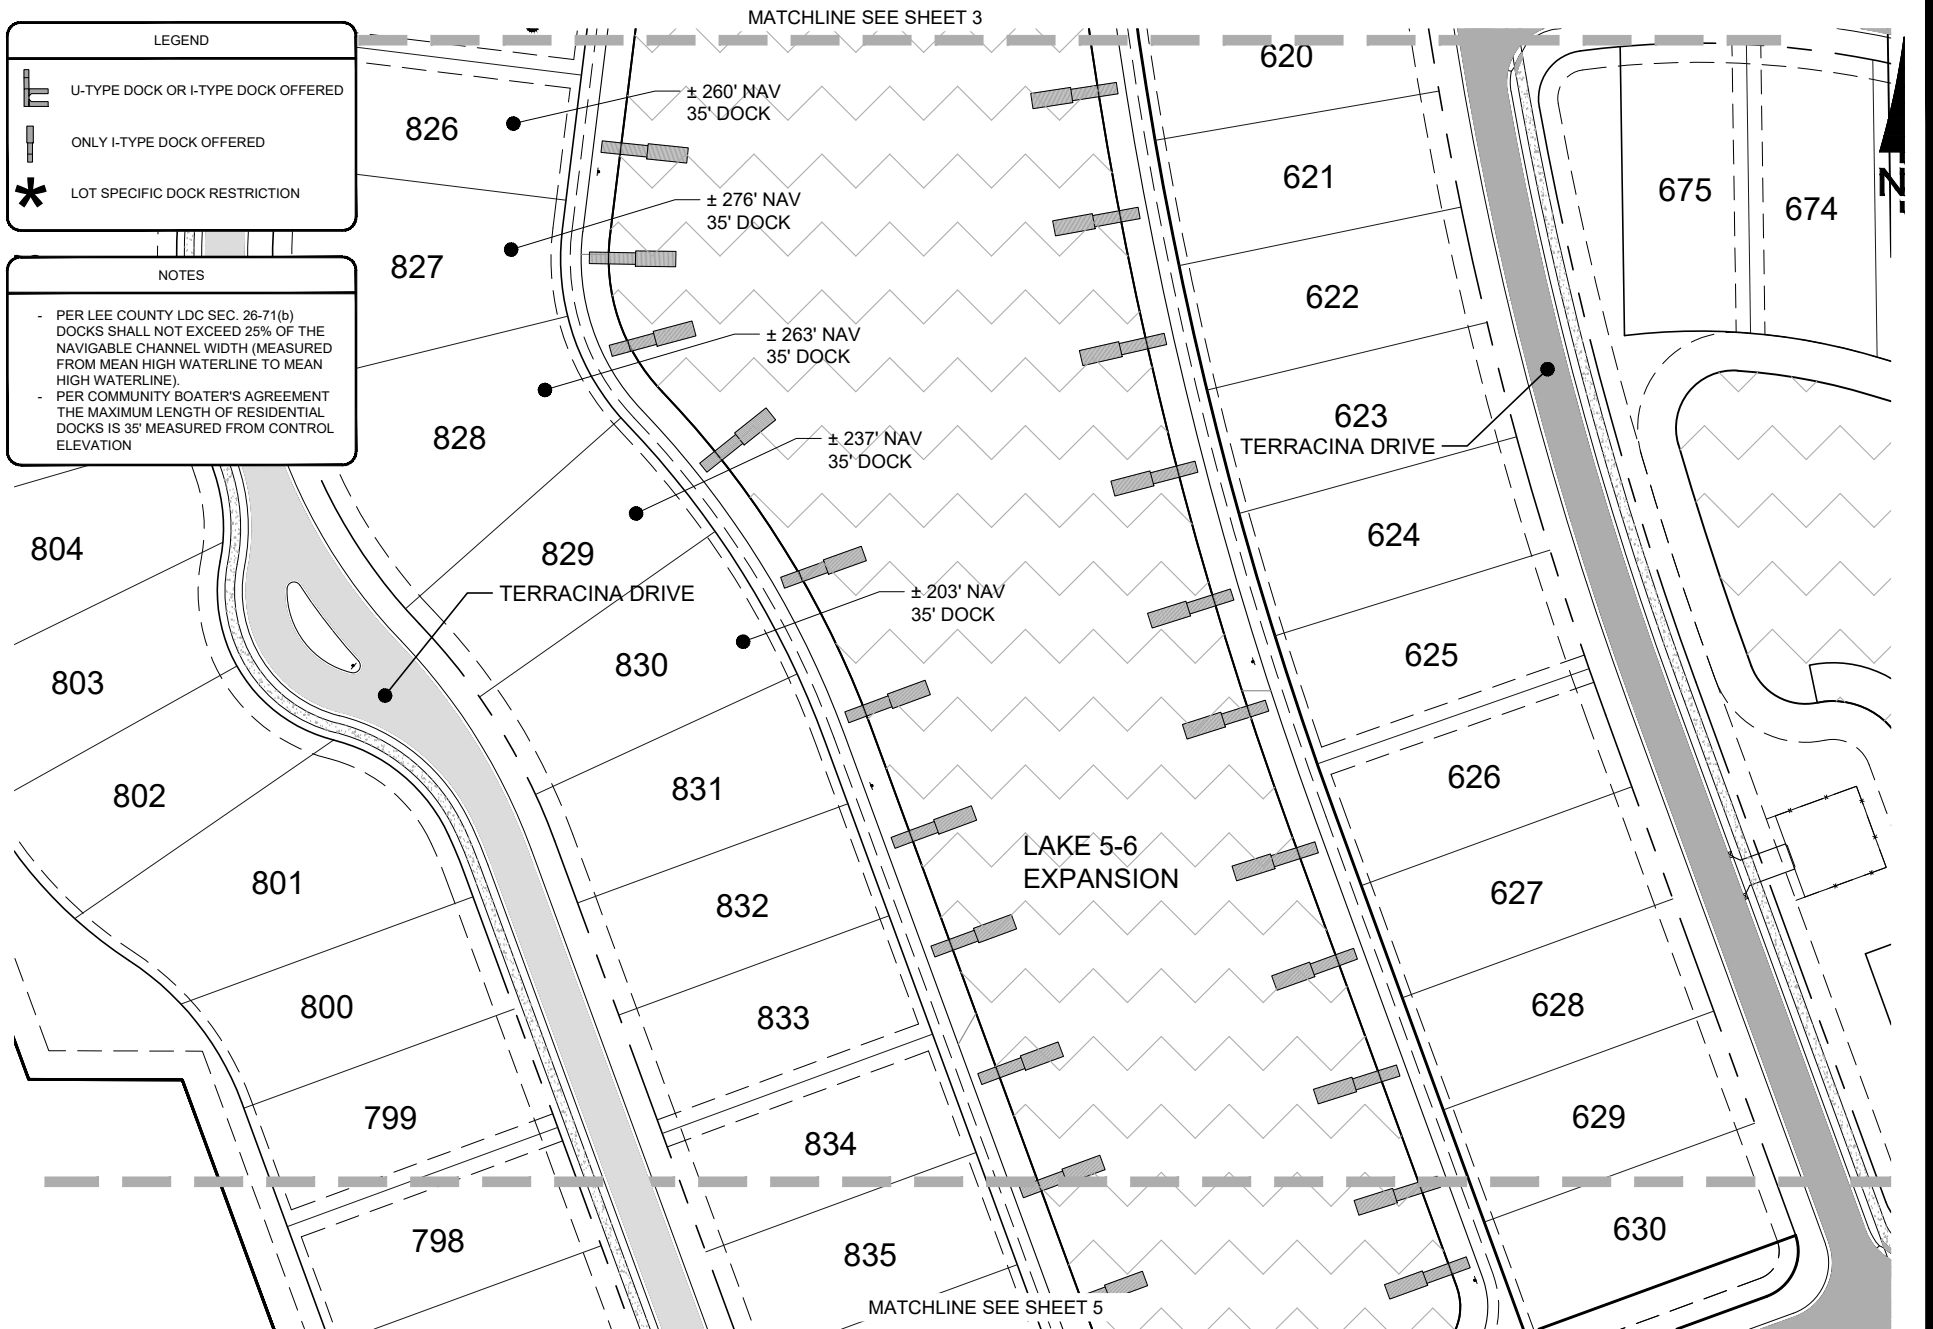 MATCHLINE SEE SHEET 3
LEGEND
U-TYPE DOCK OR I-TYPE DOCK OFFERED
ONLY I-TYPE DOCK OFFERED
LOT SPECIFIC DOCK RESTRICTION
NOTES
- PER LEE COUNTY LDC SEC. 26-71(b)
DOCKS SHALL NOT EXCEED 25% OF THE
NAVIGABLE CHANNEL WIDTH (MEASURED
FROM MEAN HIGH WATERLINE TO MEAN
HIGH WATERLINE).
- PER COMMUNITY BOATER'S AGREEMENT
THE MAXIMUM LENGTH OF RESIDENTIAL
DOCKS IS 35' MEASURED FROM CONTROL
ELEVATION
826
± 260' NAV
35' DOCK
827
± 276' NAV
35' DOCK
828
± 263' NAV
35' DOCK
829
± 237' NAV
35' DOCK
830
± 203' NAV
35' DOCK
TERRACINA DRIVE
831
832
833
834
835
804
803
802
801
800
799
798
LAKE 5-6
EXPANSION
620
621
622
623
TERRACINA DRIVE
624
625
626
627
628
629
630
675
674
N
MATCHLINE SEE SHEET 5